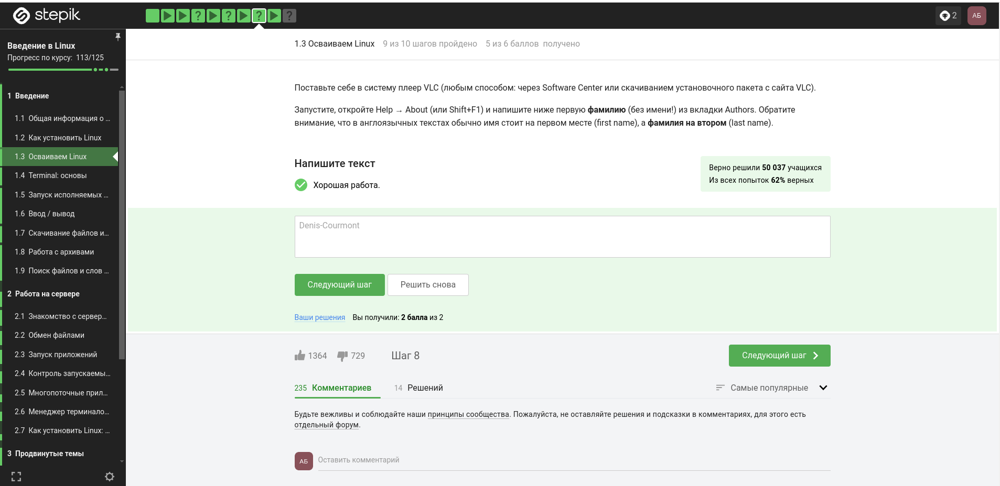 stepik
? ? ? ?
2
АБ
Введение в Linux
Прогресс по курсу: 113/125
1 Введение
1.1 Общая информация о ...
1.2 Как установить Linux
1.3 Осваиваем Linux
1.4 Terminal: основы
1.5 Запуск исполняемых ...
1.6 Ввод / вывод
1.7 Скачивание файлов и...
1.8 Работа с архивами
1.9 Поиск файлов и слов ...
2 Работа на сервере
2.1 Знакомство с сервер...
2.2 Обмен файлами
2.3 Запуск приложений
2.4 Контроль запускаемы...
2.5 Многопоточные прил...
2.6 Менеджер терминало...
2.7 Как установить Linux: ...
3 Продвинутые темы
1.3 Осваиваем Linux 9 из 10 шагов пройдено 5 из 6 баллов получено
Поставьте себе в систему плеер VLC (любым способом: через Software Center или скачиванием установочного пакета с сайта VLC).
Запустите, откройте Help → About (или Shift+F1) и напишите ниже первую фамилию (без имени!) из вкладки Authors. Обратите
внимание, что в англоязычных текстах обычно имя стоит на первом месте (first name), а фамилия на втором (last name).
Напишите текст
Хорошая работа.
Верно решили 50 037 учащихся
Из всех попыток 62% верных
Denis-Courmont
Следующий шаг
Решить снова
Ваши решения Вы получили: 2 балла из 2
1364 729 Шаг 8
Следующий шаг
235 Комментариев 14 Решений
Самые популярные
Будьте вежливы и соблюдайте наши принципы сообщества. Пожалуйста, не оставляйте решения и подсказки в комментариях, для этого есть
отдельный форум.
АБ
Оставить комментарий